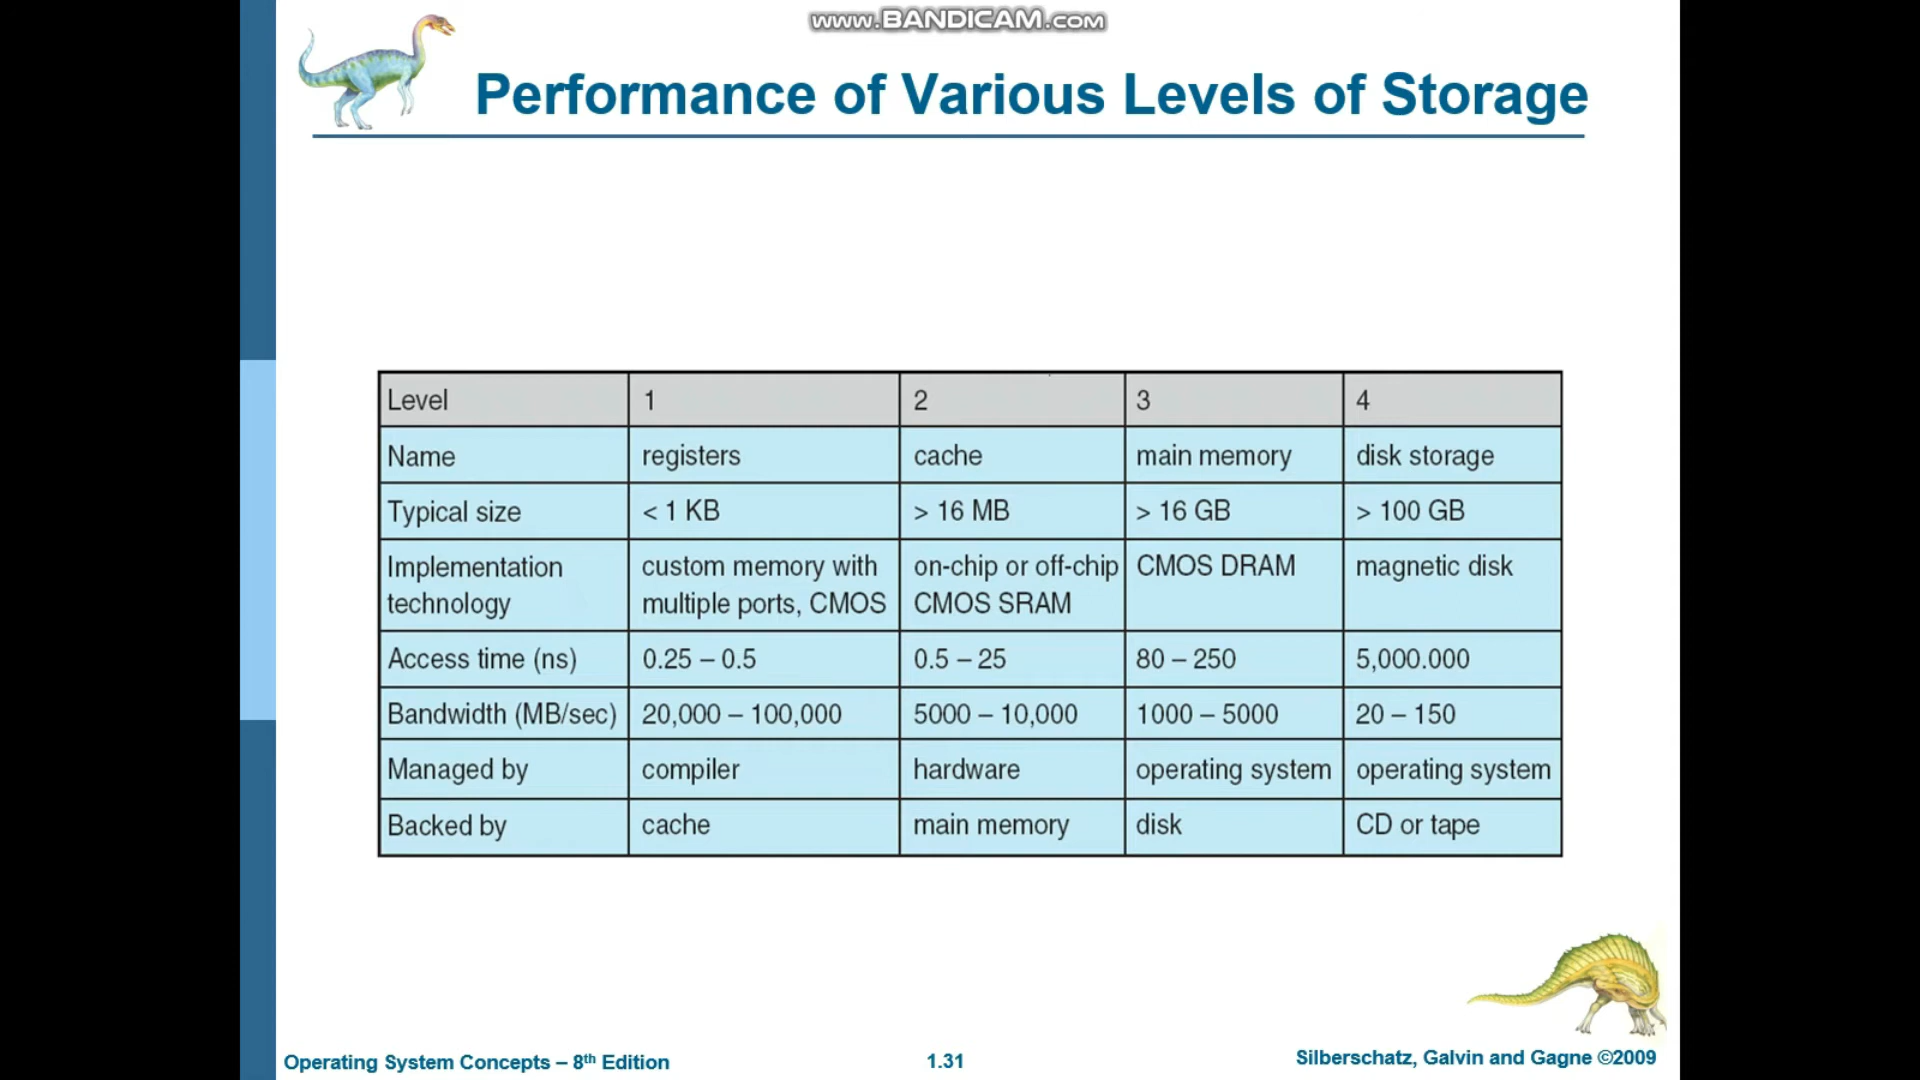 www.BANDICAM.com
Performance of Various Levels of Storage
Level 1 2 3 4
Name registers cache main memory disk storage
Typical size < 1 KB > 16 MB > 16 GB > 100 GB
Implementation technology custom memory with multiple ports, CMOS on-chip or off-chip CMOS SRAM CMOS DRAM magnetic disk
Access time (ns) 0.25 – 0.5 0.5 – 25 80 – 250 5,000.000
Bandwidth (MB/sec) 20,000 – 100,000 5000 – 10,000 1000 – 5000 20 – 150
Managed by compiler hardware operating system operating system
Backed by cache main memory disk CD or tape
Operating System Concepts – 8th Edition 1.31 Silberschatz, Galvin and Gagne ©2009